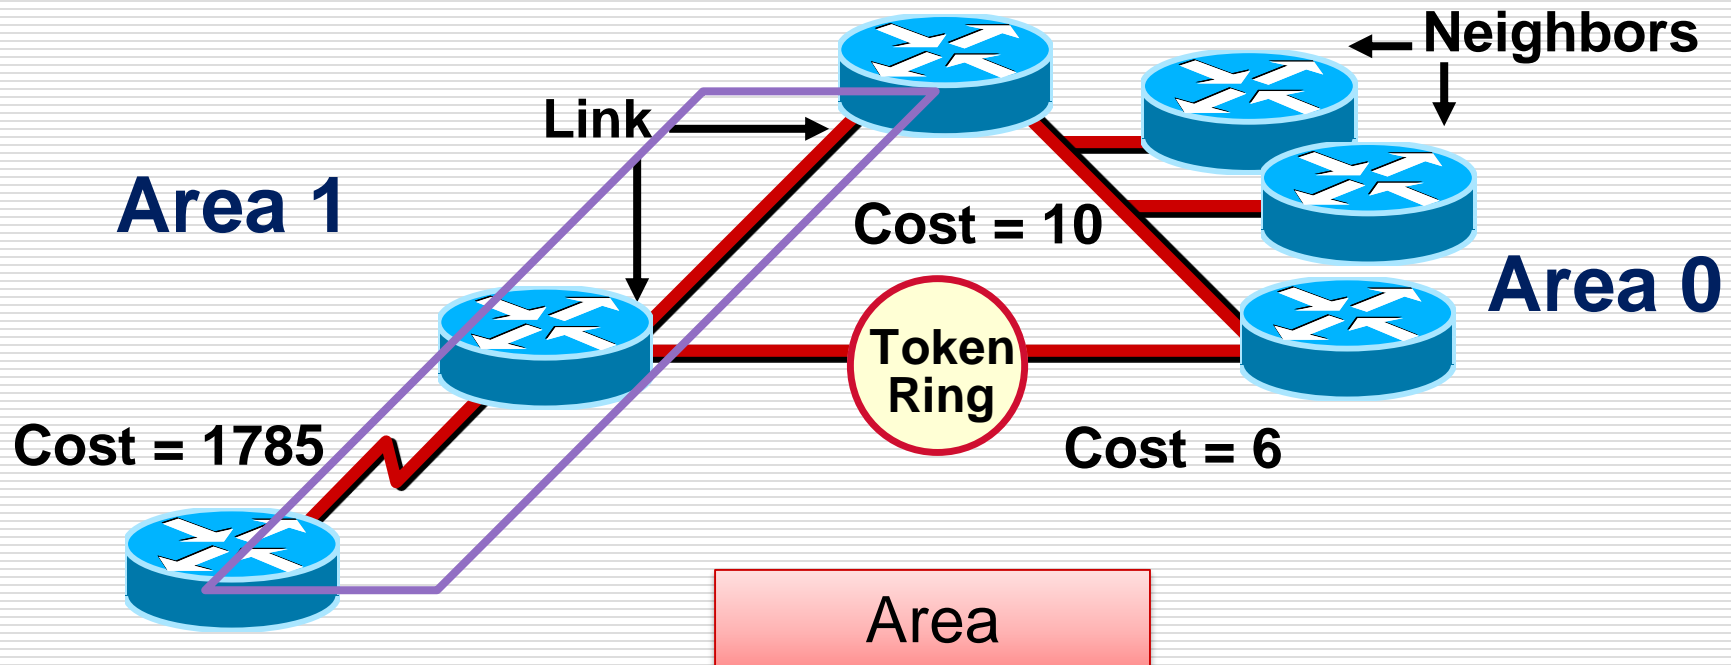 Neighbors
Link
Area 1
Cost = 10
Area 0
Token
Ring
Cost = 1785
Cost = 6
Area